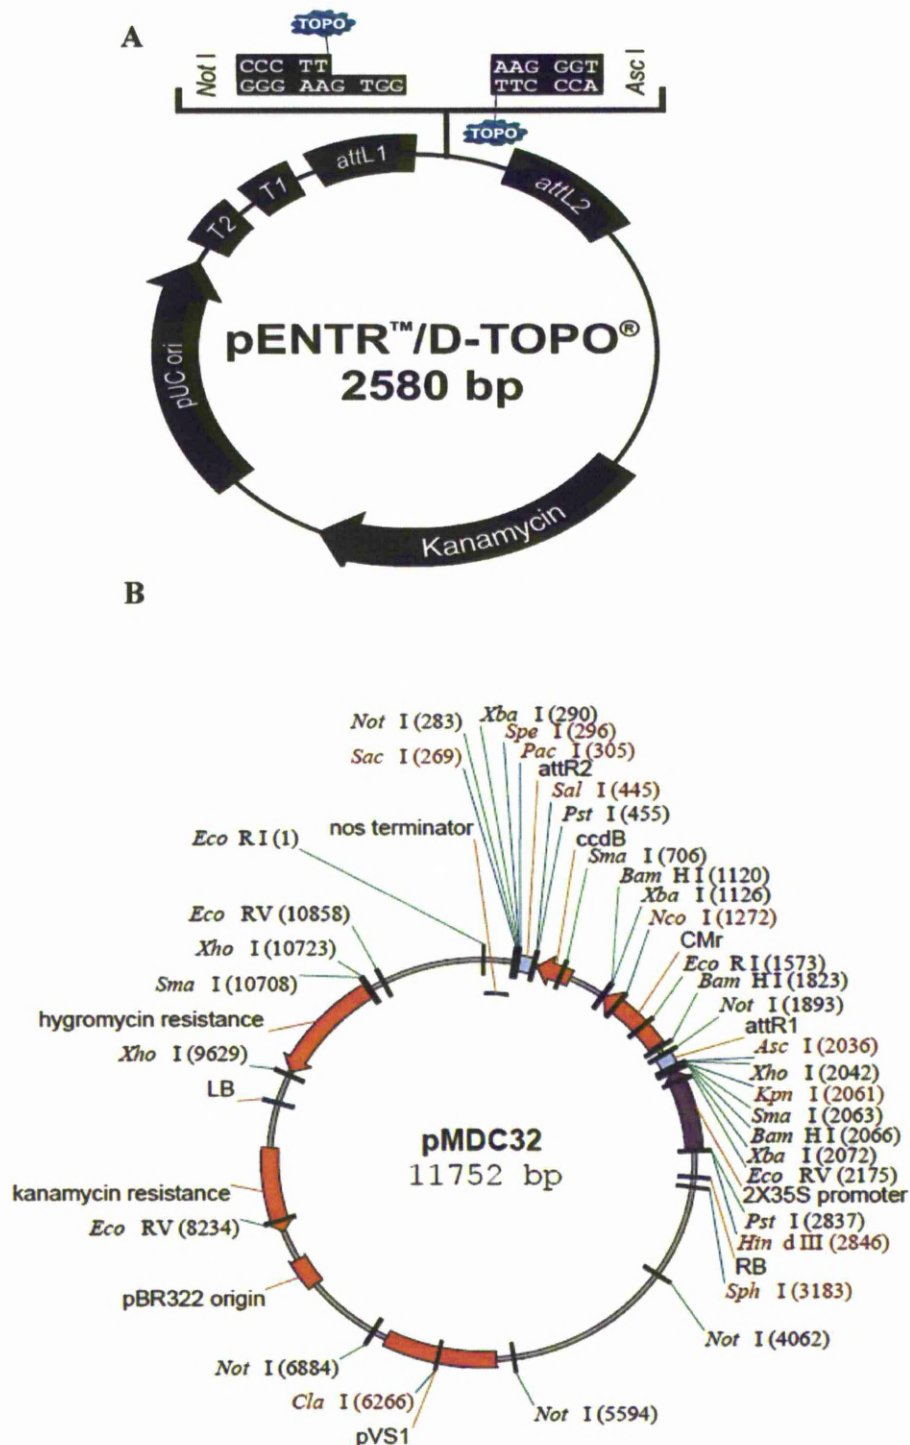 A
TOPO
Not I
CCC TT
GGG AAG TGG
AAG GGT
TTC CCA
Asc I
TOPO
attL1
attL2
T1
T2
pUC ori
pENTR™/D-TOPO®
2580 bp
Kanamycin
B
Not I (283)
Xba I (290)
Spe I (296)
Sac I (269)
Pac I (305)
attR2
Sal I (445)
Pst I (455)
nos terminator
ccdB
Eco R I (1)
Sma I (706)
Bam H I (1120)
Xba I (1126)
Eco RV (10858)
Nco I (1272)
CMr
Xho I (10723)
Eco R I (1573)
Sma I (10708)
Bam H I (1823)
Not I (1893)
hygromycin resistance
attR1
Asc I (2036)
Xho I (9629)
Xho I (2042)
LB
Kpn I (2061)
Sma I (2063)
pMDC32
Bam H I (2066)
11752 bp
Xba I (2072)
Eco RV (2175)
kanamycin resistance
2X35S promoter
Pst I (2837)
Eco RV (8234)
Hin d III (2846)
RB
Sph I (3183)
pBR322 origin
Not I (4062)
Not I (6884)
Cla I (6266)
Not I (5594)
pVS1